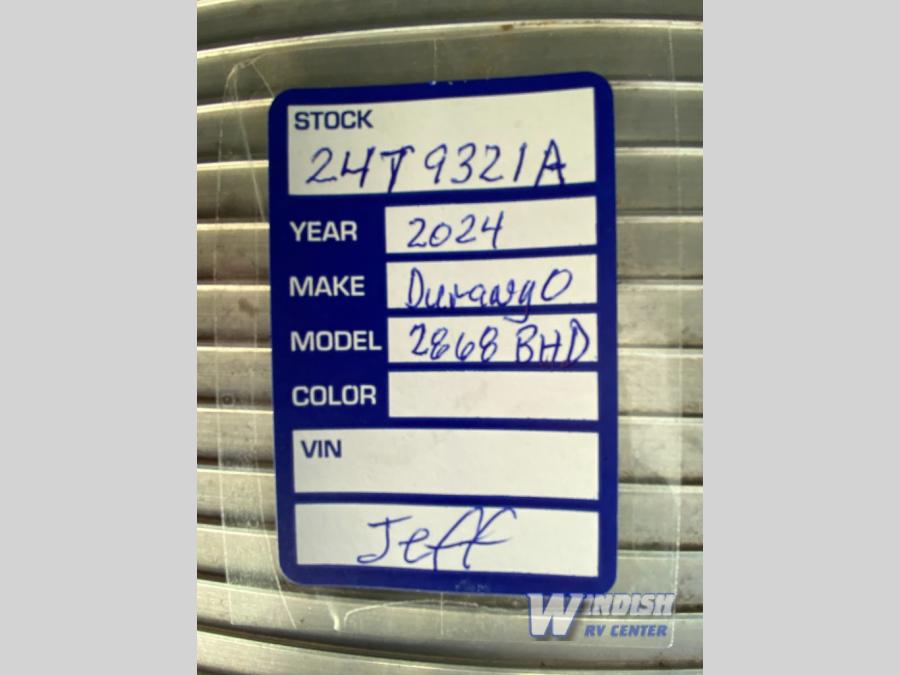 STOCK
24T9321A
YEAR 2024
MAKE Durango
MODEL 2868 BHD
COLOR
VIN
Jeff
WINDISH
RV CENTER